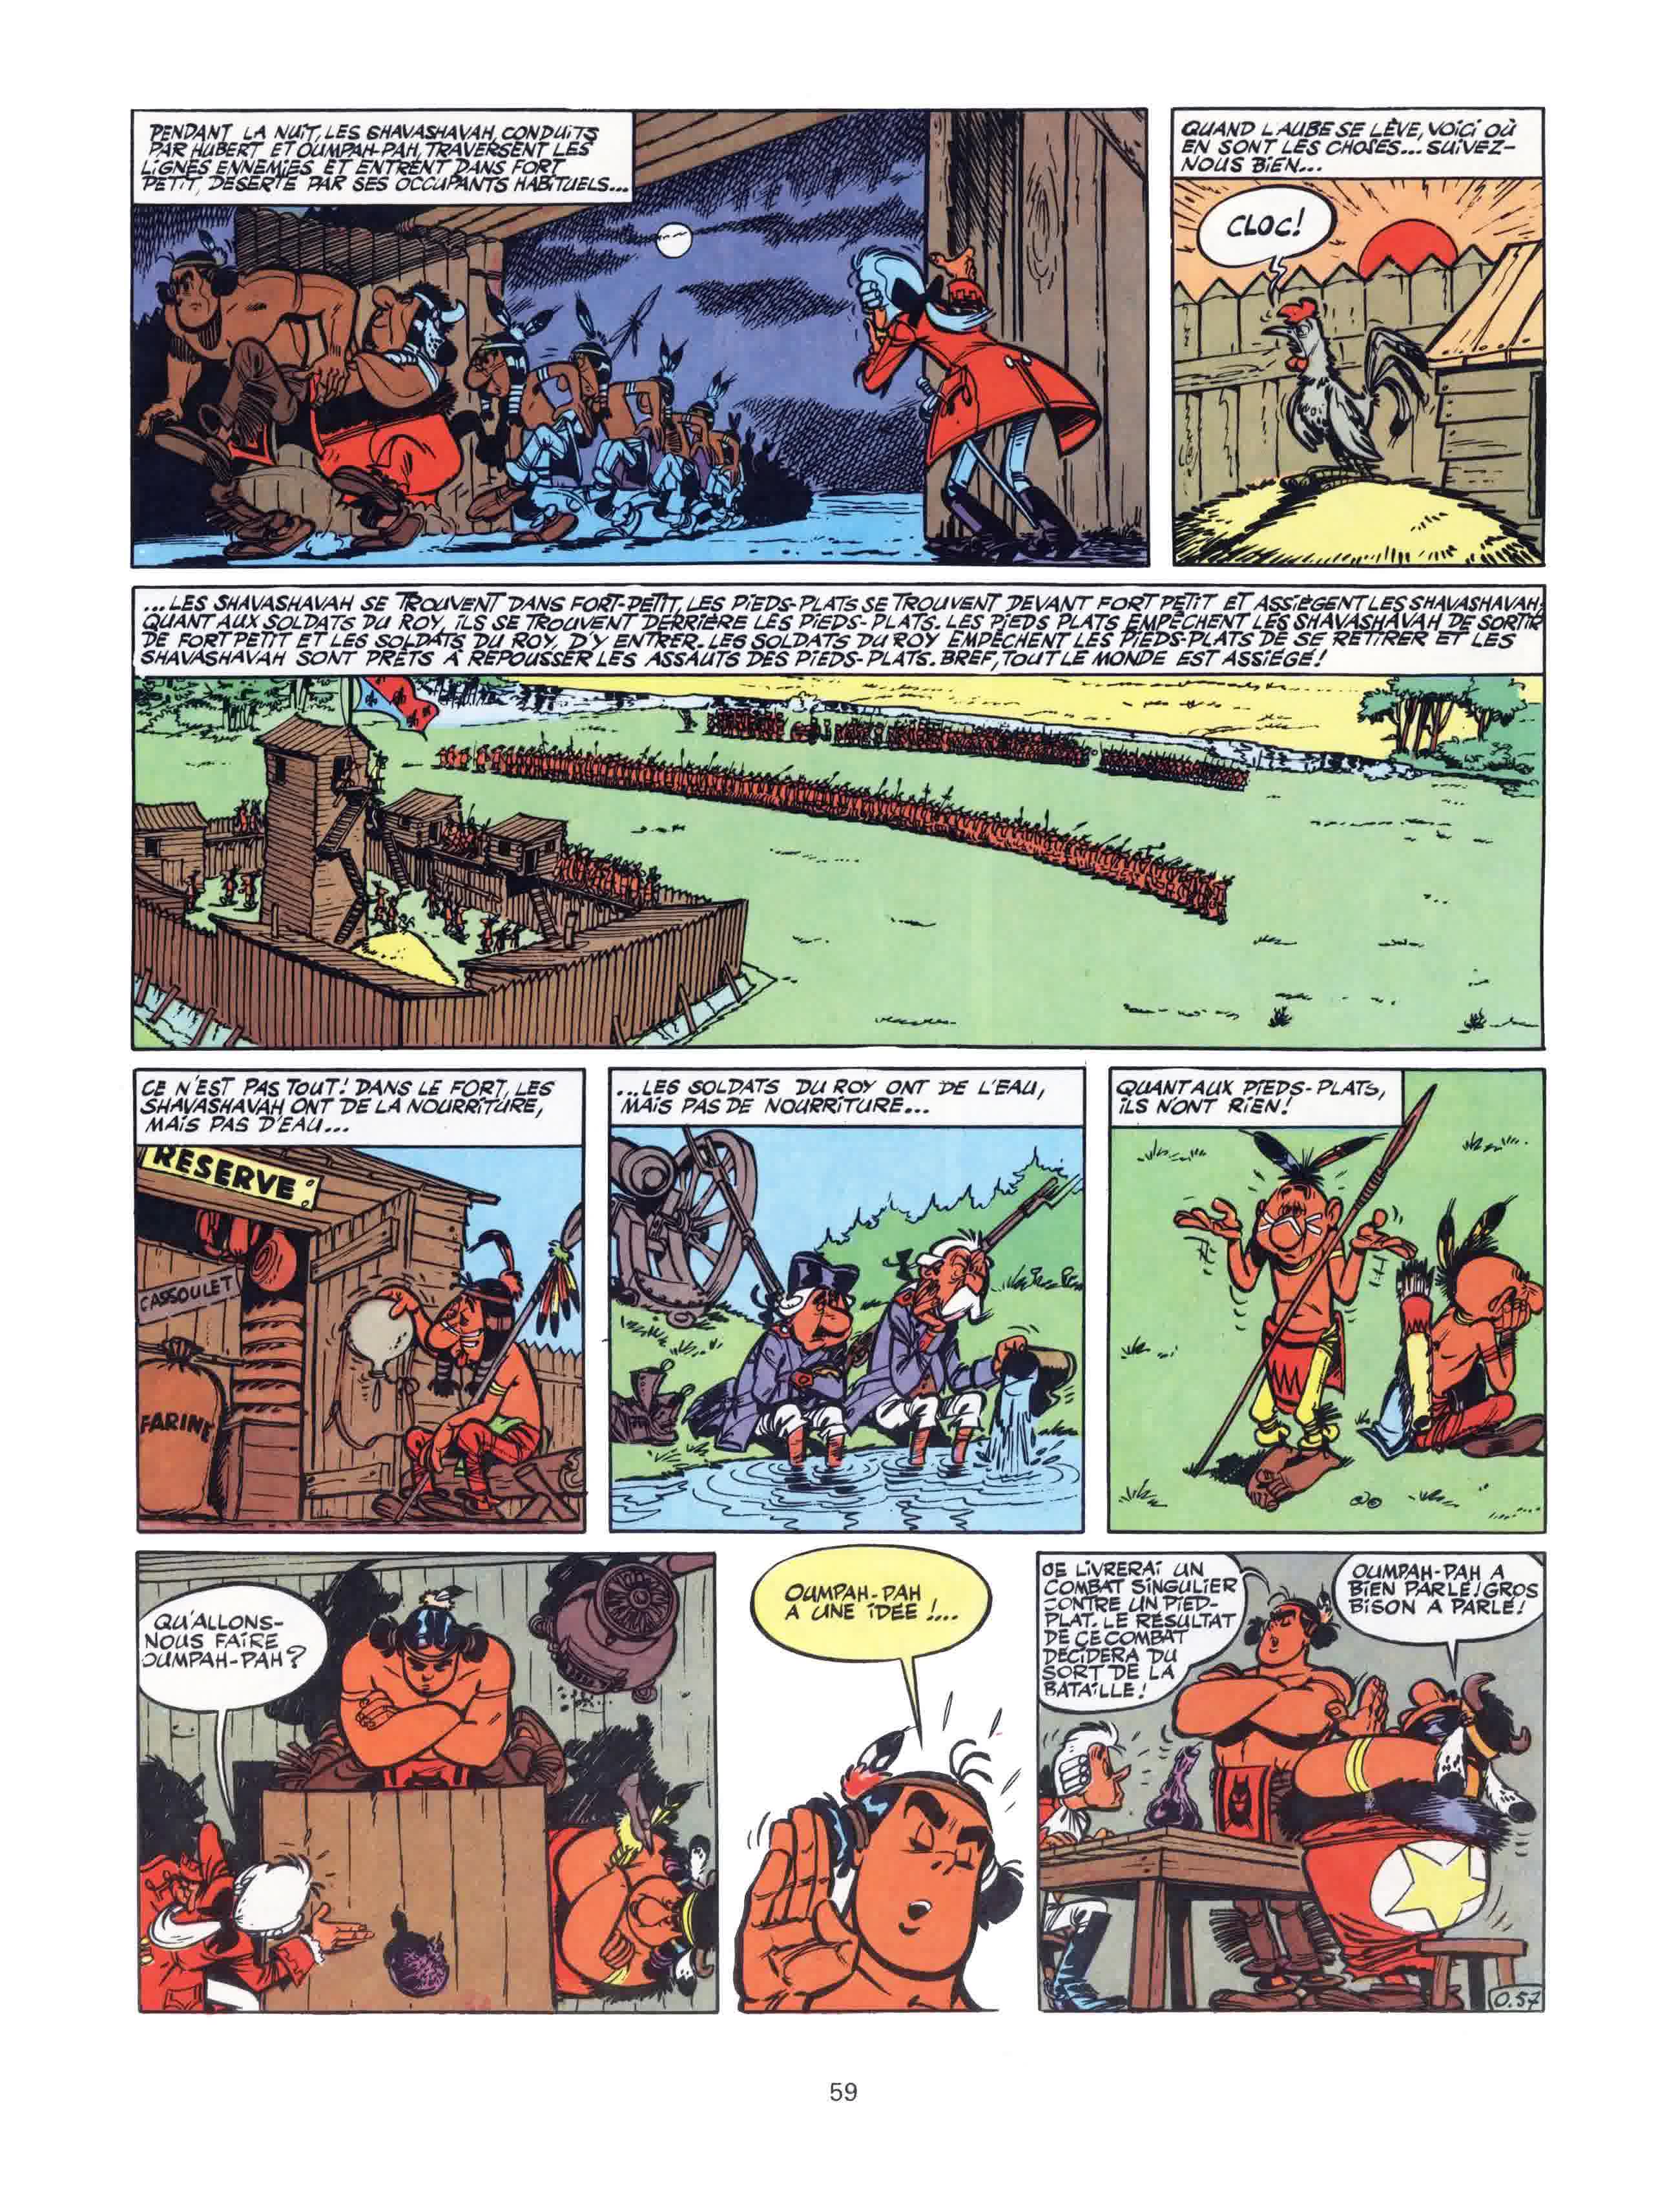 PENDANT LA NUIT, LES SHAVASHAVAH, CONDUITS
PAR HUBERT ET OUMPAH-PAH, TRAVERSENT LES
LIGNES ENNEMIES ET ENTRENT DANS FORT
PETIT, DÉSERTÉ PAR SES OCCUPANTS HABITUELS...
QUAND L'AUBE SE LÈVE, VOICI OÙ
EN SONT LES CHOSES... SUIVEZ-
NOUS BIEN...
CLOC!
...LES SHAVASHAVAH SE TROUVENT DANS FORT-PETIT, LES PIEDS-PLATS SE TROUVENT DEVANT FORT PETIT ET ASSIÈGENT LES SHAVASHAVAH,
QUANT AUX SOLDATS DU ROY, ILS SE TROUVENT DERRIÈRE LES PIEDS-PLATS. LES PIEDS PLATS EMPÊCHENT LES SHAVASHAVAH DE SORTIR
DE FORT PETIT ET LES SOLDATS DU ROY, D'Y ENTRER. LES SOLDATS DU ROY EMPÊCHENT LES PIEDS-PLATS DE SE RETIRER ET LES
SHAVASHAVAH SONT PRÊTS À REPOUSSER LES ASSAUTS DES PIEDS-PLATS. BREF, TOUT LE MONDE EST ASSIÉGÉ!
CE N'EST PAS TOUT! DANS LE FORT, LES
SHAVASHAVAH ONT DE LA NOURRITURE,
MAIS PAS D'EAU...
RESERVE
CASSOULET
FARINE
...LES SOLDATS DU ROY ONT DE L'EAU,
MAIS PAS DE NOURRITURE...
QUANT AUX PIEDS-PLATS,
ILS N'ONT RIEN!
QU'ALLONS-
NOUS FAIRE
OUMPAH-PAH?
OUMPAH-PAH
A UNE IDÉE!...
JE LIVRERAI UN
COMBAT SINGULIER
CONTRE UN PIED-
PLAT. LE RÉSULTAT
DE CE COMBAT
DÉCIDERA DU
SORT DE LA
BATAILLE!
OUMPAH-PAH A
BIEN PARLÉ! GROS
BISON A PARLÉ!
O.57
59